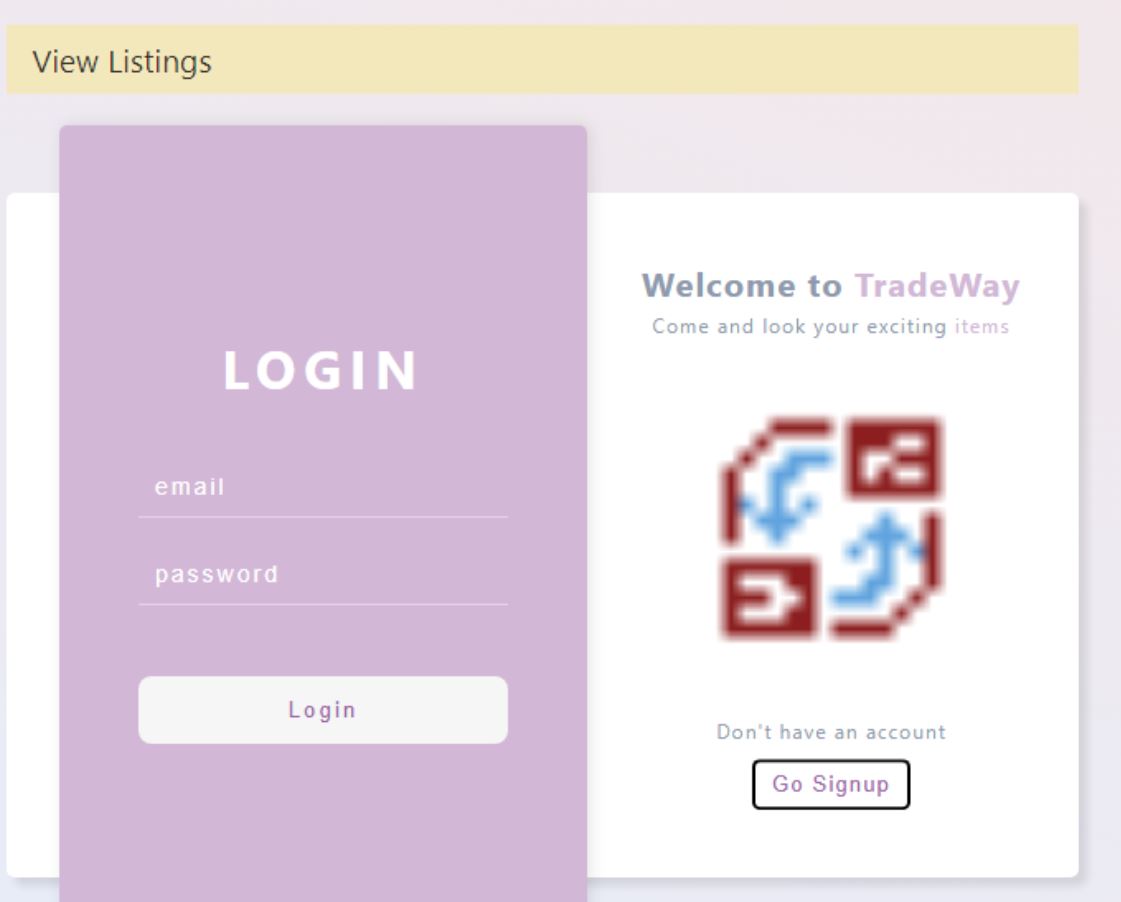 View Listings
LOGIN
email
password
Login
Welcome to TradeWay
Come and look your exciting items
Don't have an account
Go Signup